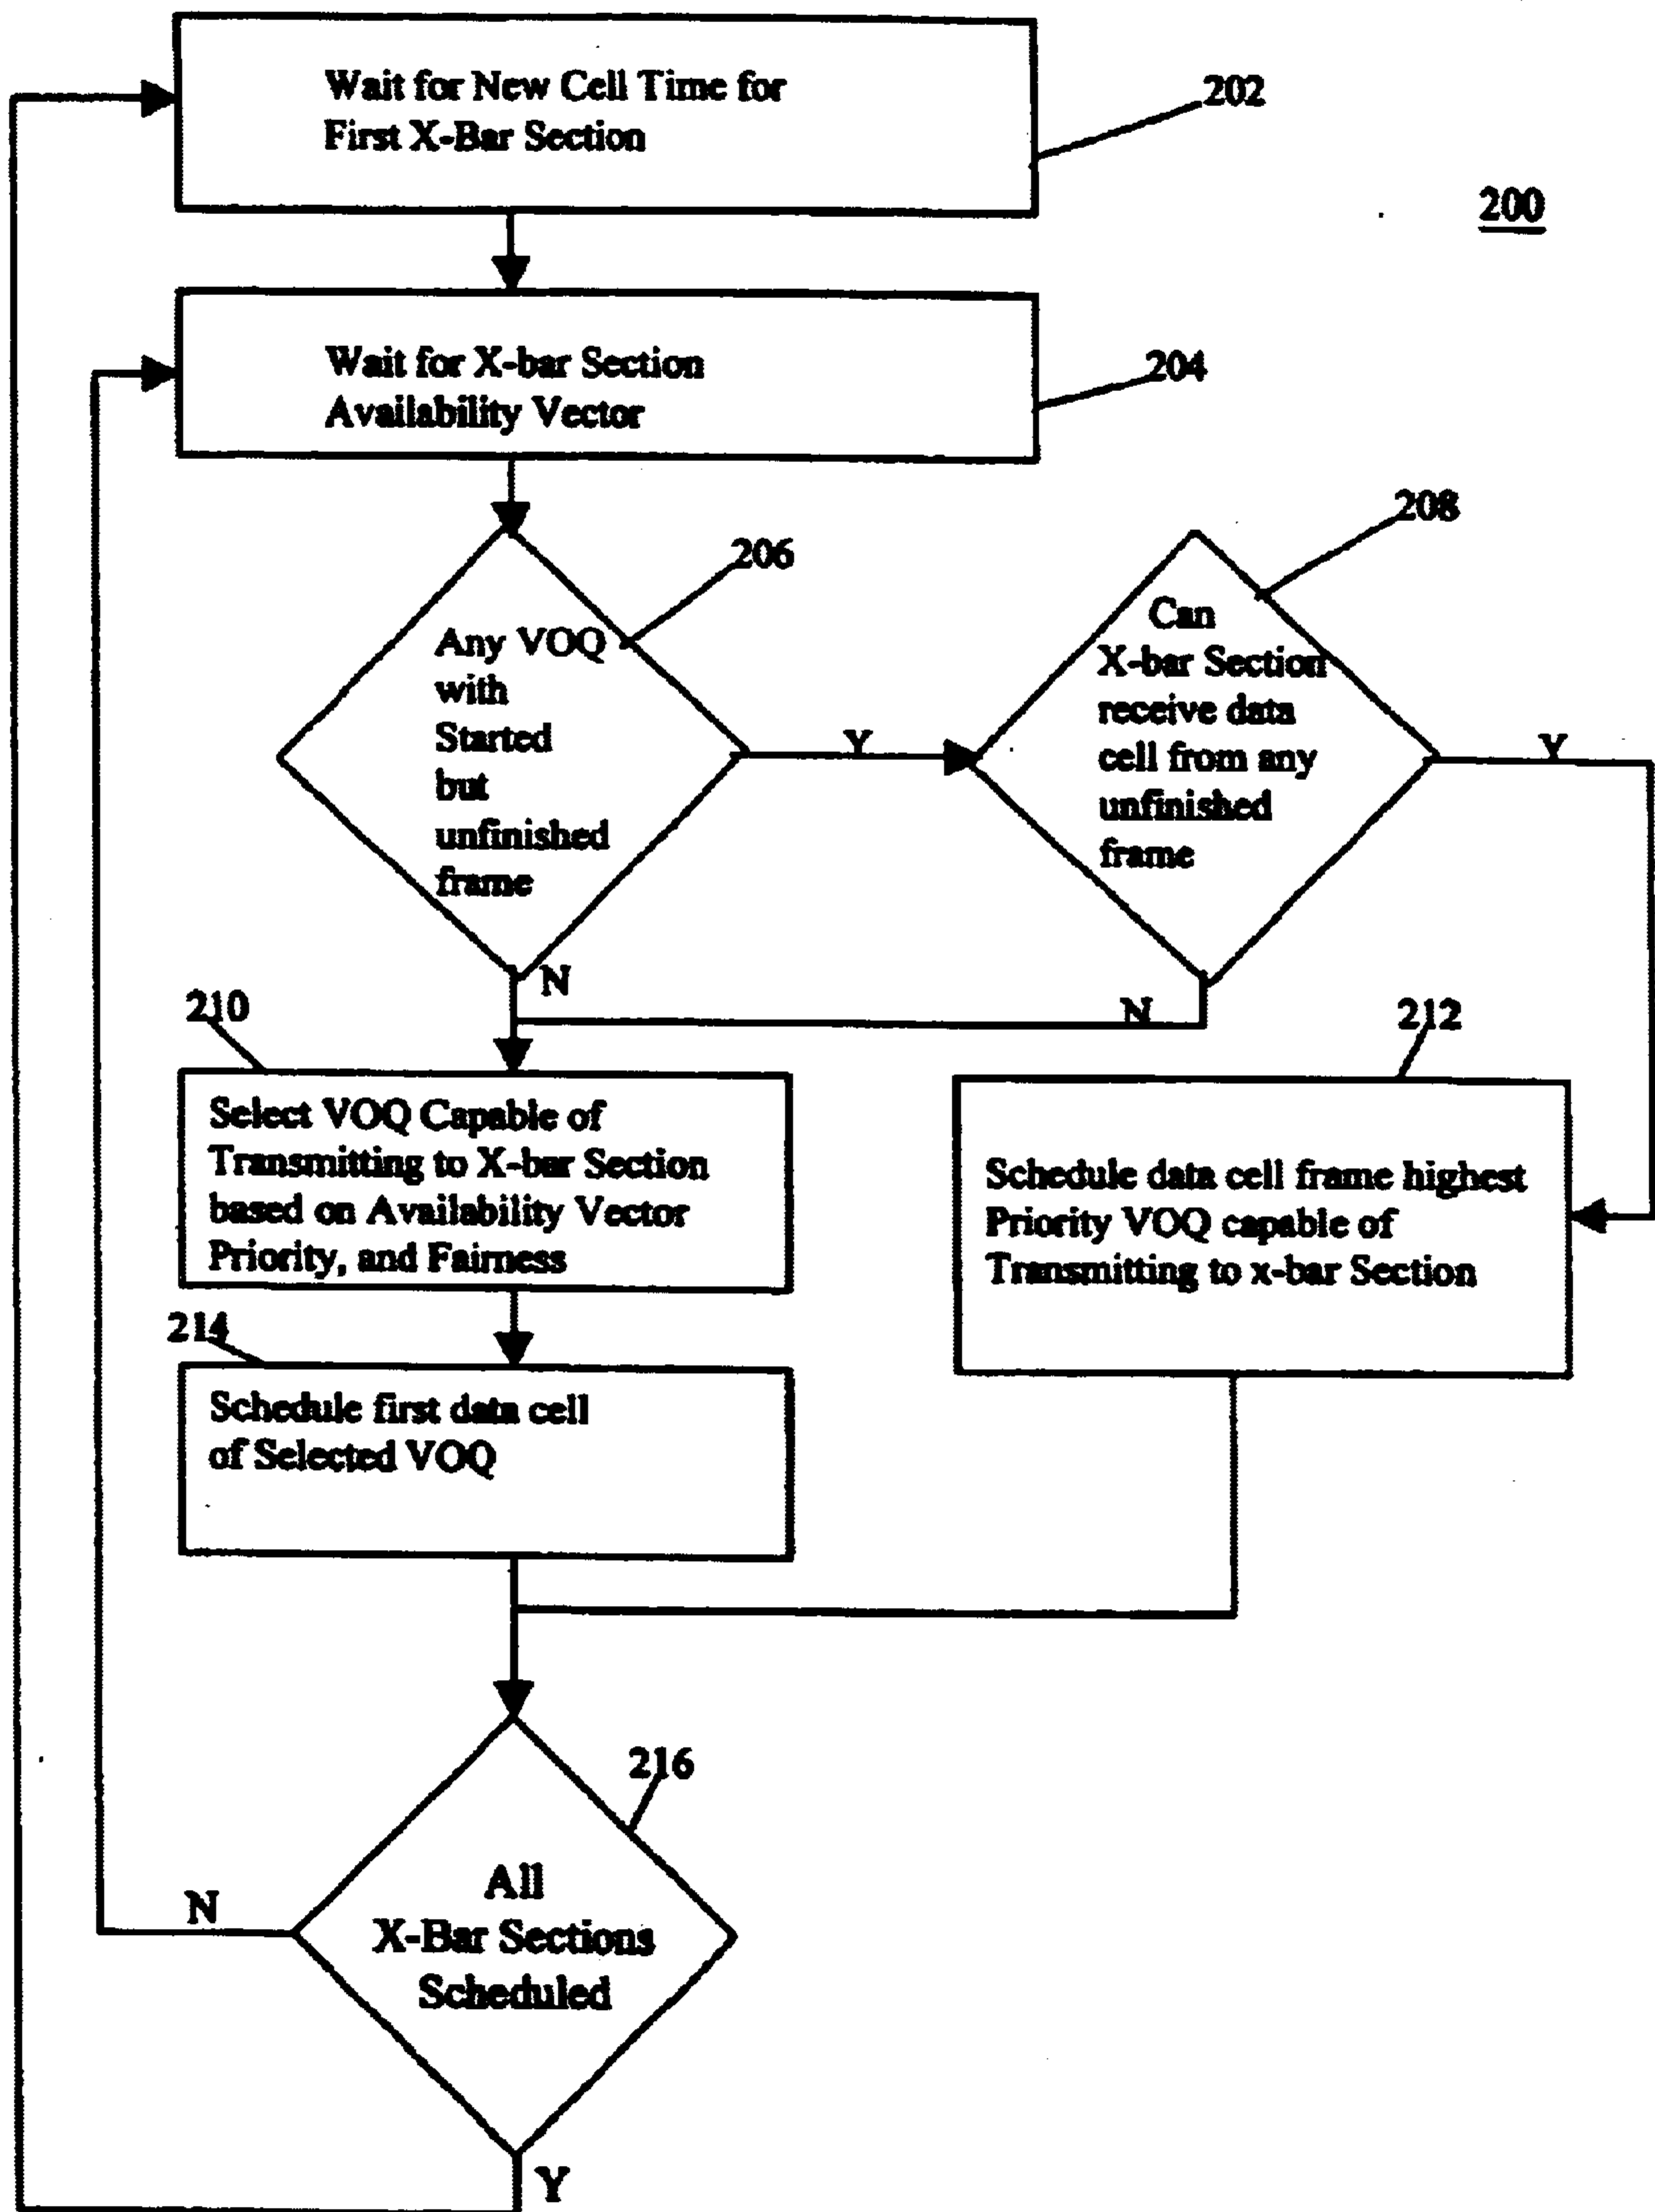 Wait for New Cell Time for
First X-Bar Section
202
200
Wait for X-bar Section
Availability Vector
204
206
Any VOQ
with
Started
but
unfinished
frame
Y
N
208
Can
X-bar Section
receive data
cell from any
unfinished
frame
Y
N
210
Select VOQ Capable of
Transmitting to X-bar Section
based on Availability Vector
Priority, and Fairness
212
Schedule data cell frame highest
Priority VOQ capable of
Transmitting to x-bar Section
214
Schedule first data cell
of Selected VOQ
216
All
X-Bar Sections
Scheduled
N
Y